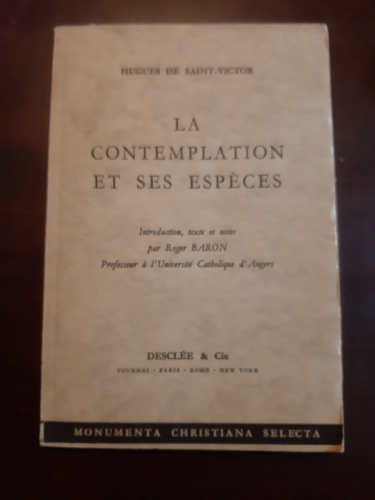 HUGUES DE SAINT-VICTOR
LA
CONTEMPLATION
ET SES ESPÈCES
Introduction, texte et notes
par Roger BARON
Professeur à l'Université Catholique d'Angers
DESCLÉE & Cie
TOURNAI - PARIS - ROME - NEW YORK
MONUMENTA CHRISTIANA SELECTA